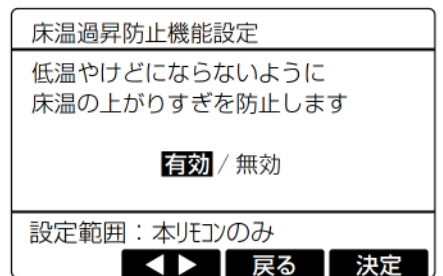 床温過昇防止機能設定
低温やけどにならないように
床温の上がりすぎを防止します
有効 / 無効
設定範囲：本リモコンのみ
◀ ▶ 戻る 決定